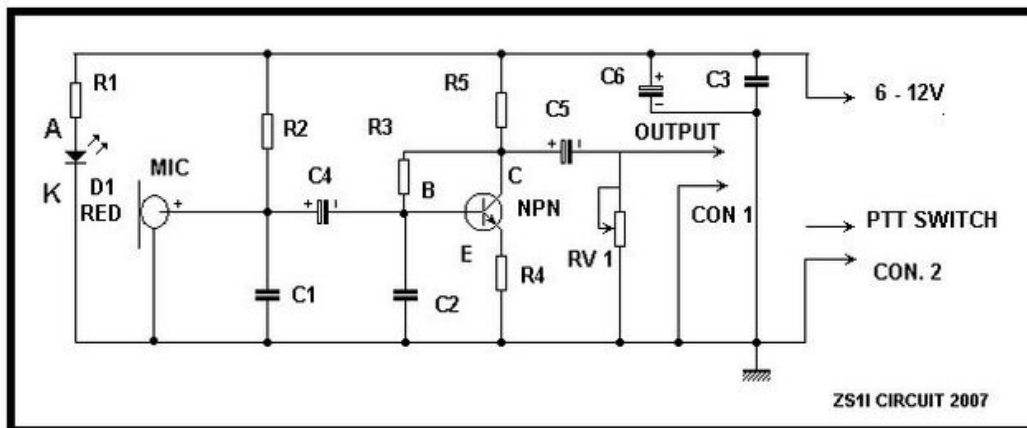 R1
A
K
D1
RED
MIC
+
R2
C4
+
C1
R3
B
C2
R5
C
NPN
E
R4
C5
+
C6
+
−
C3
OUTPUT
RV 1
CON 1
6 - 12V
PTT SWITCH
CON. 2
ZS1I CIRCUIT 2007